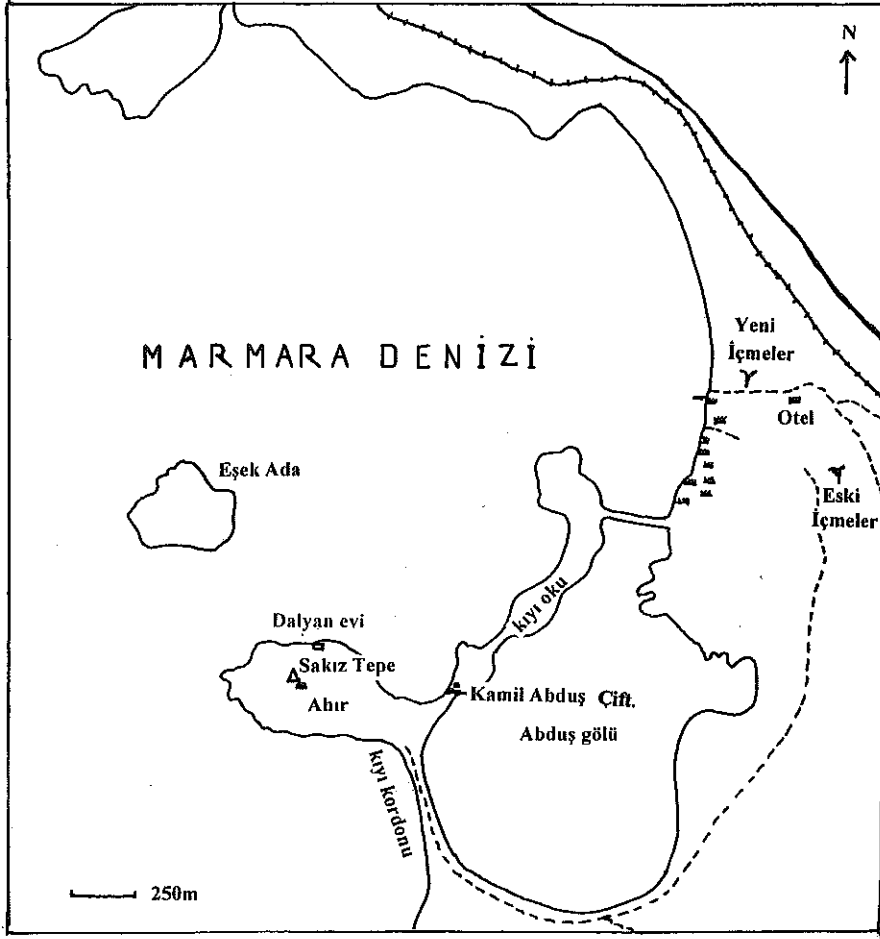 N
MARMARA DENİZİ
Yeni
İçmeler
Otel
Eşek Ada
Eski
İçmeler
kıyı oku
Dalyan evi
Sakız Tepe
Ahır
Kamil Abduş Çift.
Abduş gölü
kıyı kordonu
250m